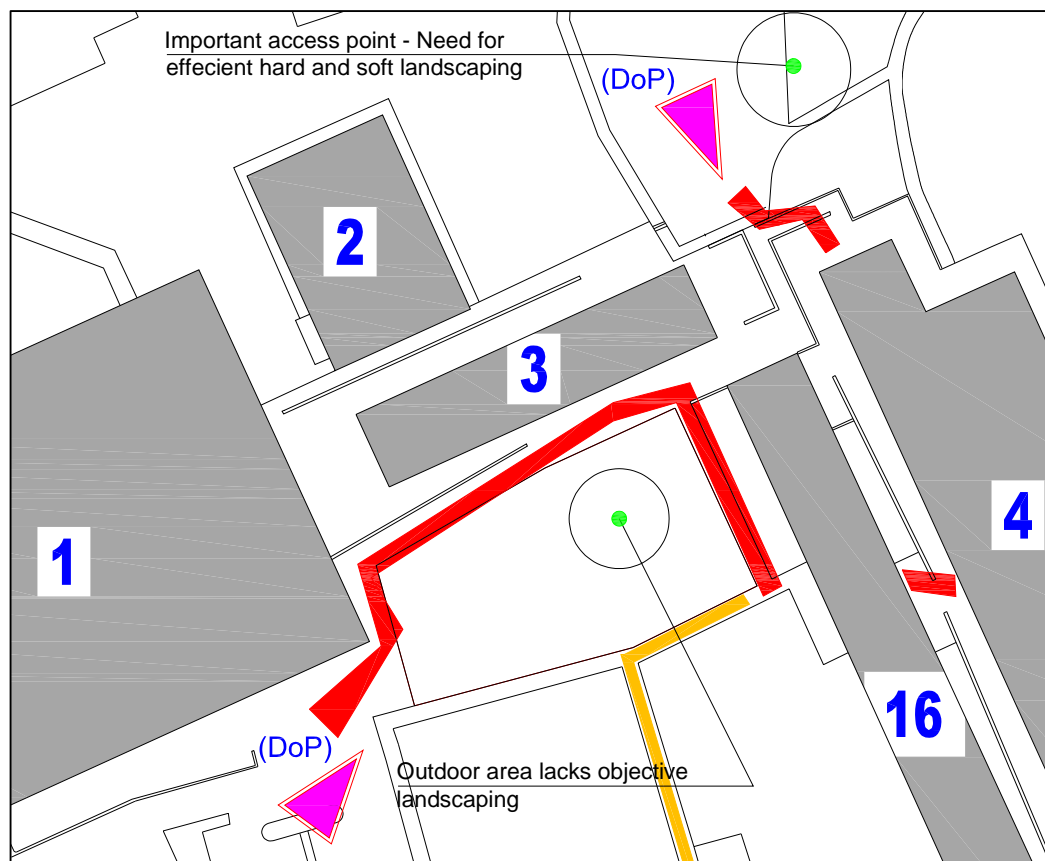 Important access point - Need for
effecient hard and soft landscaping
(DoP)
2
3
1
4
16
(DoP)
Outdoor area lacks objective
landscaping